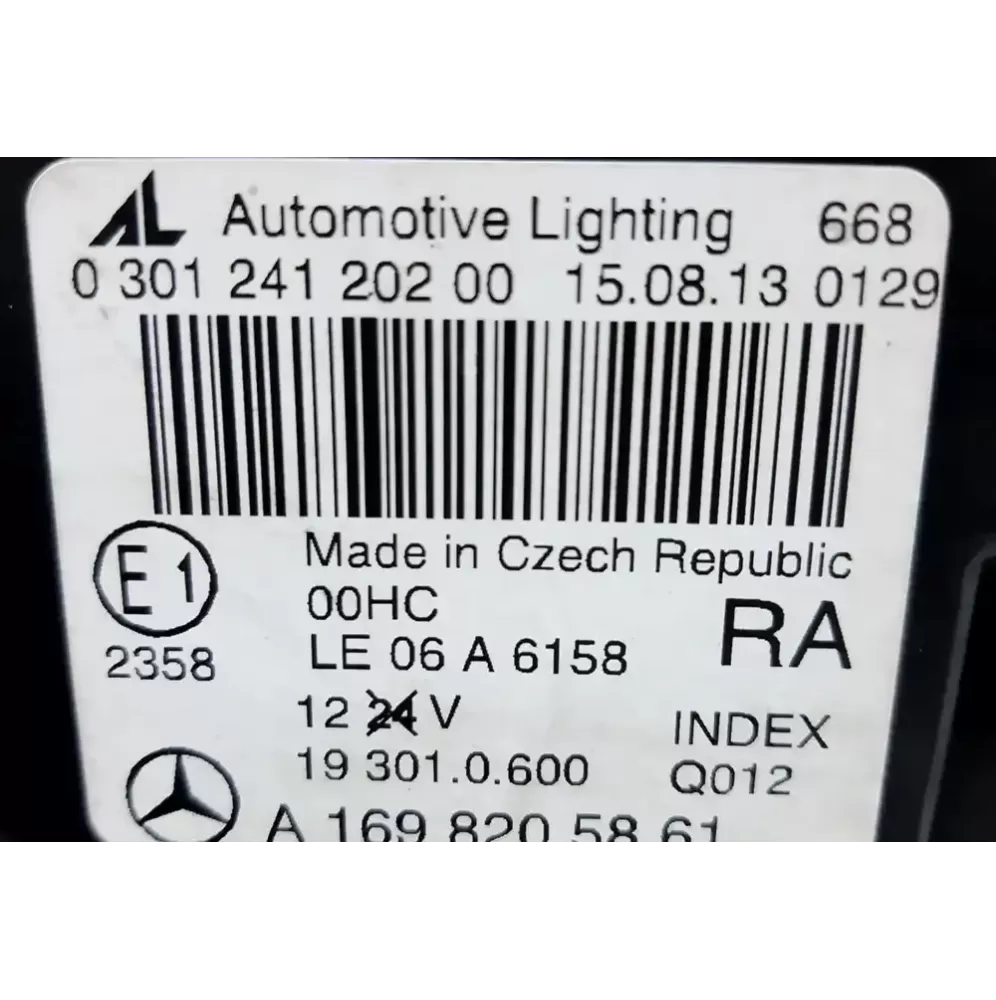 AL Automotive Lighting 668
0 301 241 202 00 15.08.13 0129
Made in Czech Republic
E1
00HC
RA
2358
LE 06 A 6158
12 24 V
INDEX
19 301.0.600
Q012
A 169 820 58 61